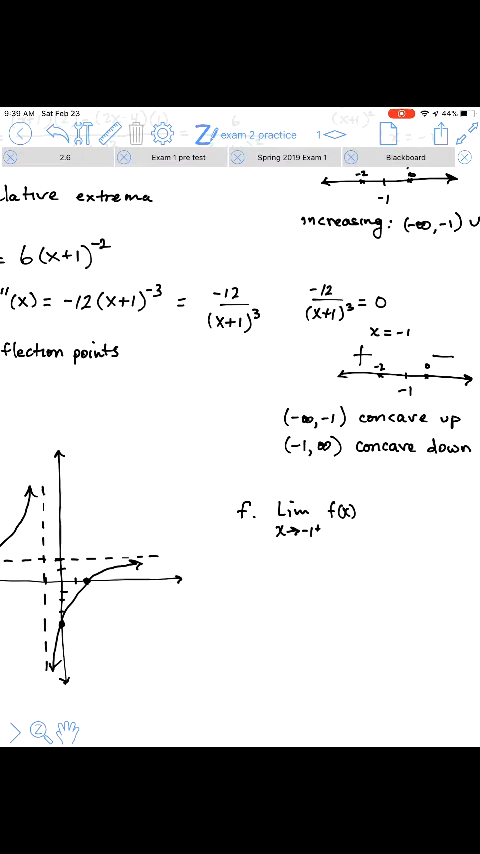 9:39 AM Sat Feb 23
44%
exam 2 practice
1
2.6
Exam 1 pre test
Spring 2019 Exam 1
Blackboard
lative extrema
-2
0
-1
increasing: (-∞, -1) ∪
= 6(x+1)^-2
"(x) = -12(x+1)^-3 = -12/(x+1)^3
-12/(x+1)^3 = 0
x = -1
flection points
+ —
-2
0
-1
(-∞, -1) concave up
(-1, ∞) concave down
f. Lim f(x)
x→-1⁺